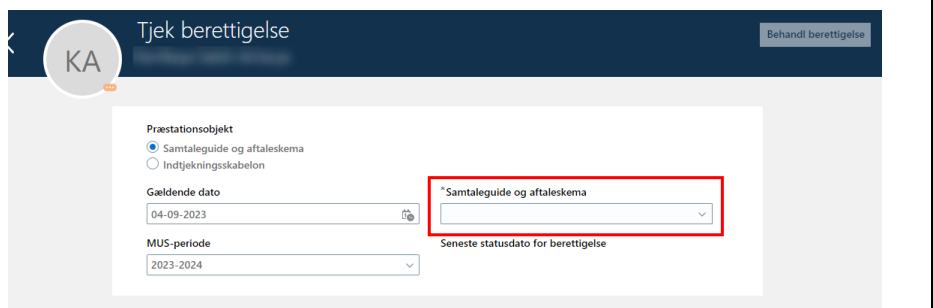 Tjek berettigelse
Behandl berettigelse
KA
Præstationsobjekt
Samtaleguide og aftaleskema
Indtjekningsskabelon
Gældende dato
*Samtaleguide og aftaleskema
04-09-2023
MUS-periode
Seneste statusdato for berettigelse
2023-2024